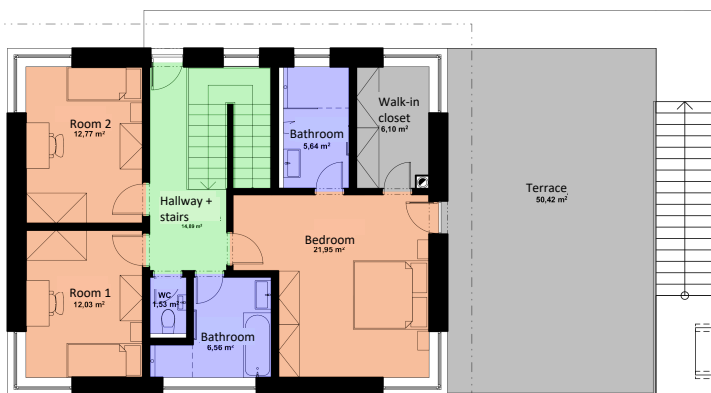 Room 2
12,77 m²
Bathroom
5,64 m²
Walk-in
closet
6,10 m²
Terrace
50,42 m²
Hallway +
stairs
14,89 m²
Bedroom
21,95 m²
Room 1
12,03 m²
WC
1,53 m²
Bathroom
6,56 m²